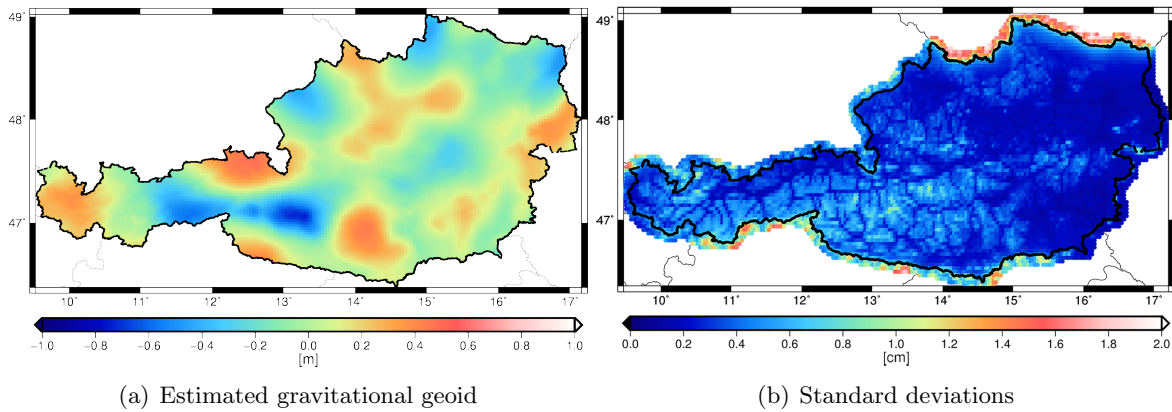 49˚
48˚
47˚
10˚ 11˚ 12˚ 13˚ 14˚ 15˚ 16˚ 17˚
−1.0 −0.8 −0.6 −0.4 −0.2 0.0 0.2 0.4 0.6 0.8 1.0
[m]
(a) Estimated gravitational geoid
49˚
48˚
47˚
10˚ 11˚ 12˚ 13˚ 14˚ 15˚ 16˚ 17˚
0.0 0.2 0.4 0.6 0.8 1.0 1.2 1.4 1.6 1.8 2.0
[cm]
(b) Standard deviations